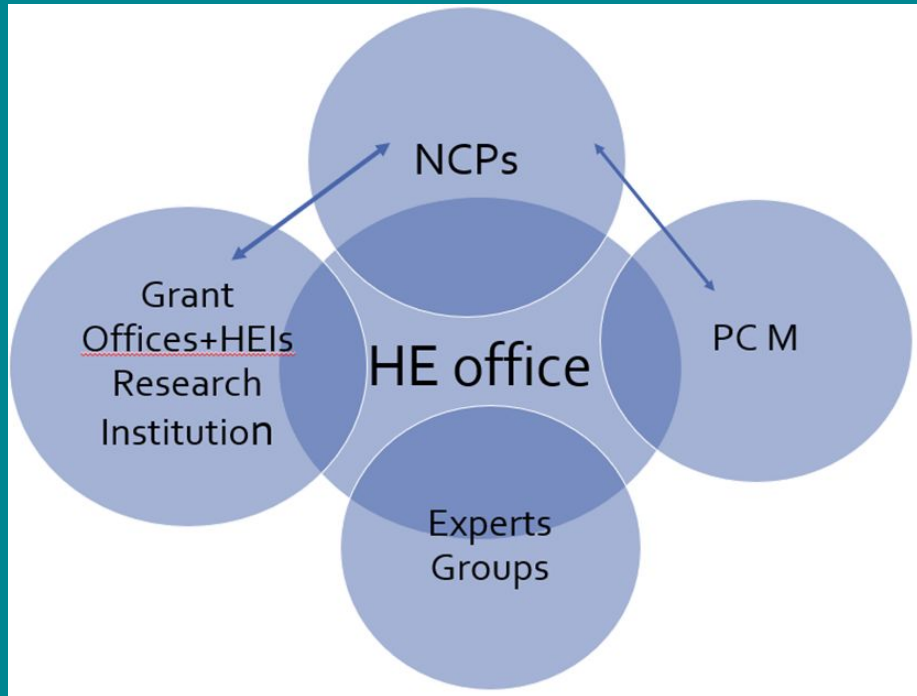 NCPs
Grant
Offices+HEIs
Research
Institution
HE office
PC M
Experts
Groups